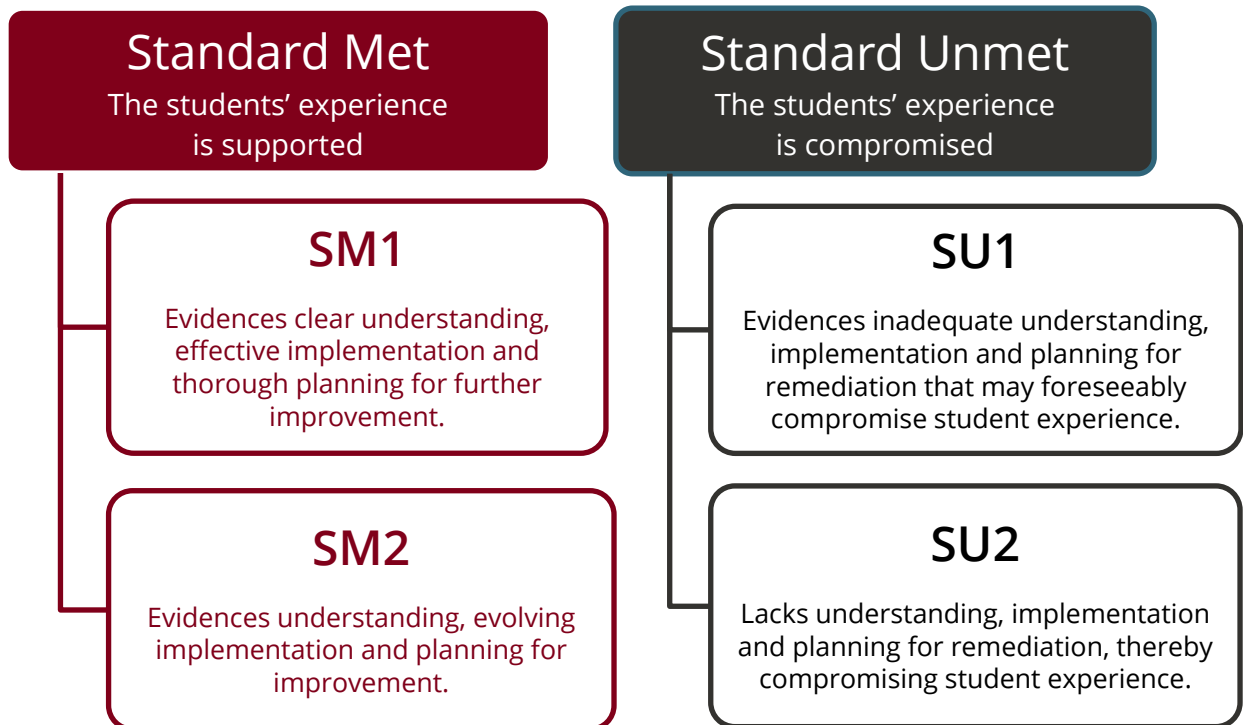 Standard Met
The students’ experience
is supported
SM1
Evidences clear understanding,
effective implementation and
thorough planning for further
improvement.
SM2
Evidences understanding, evolving
implementation and planning for
improvement.
Standard Unmet
The students’ experience
is compromised
SU1
Evidences inadequate understanding,
implementation and planning for
remediation that may foreseeably
compromise student experience.
SU2
Lacks understanding, implementation
and planning for remediation, thereby
compromising student experience.